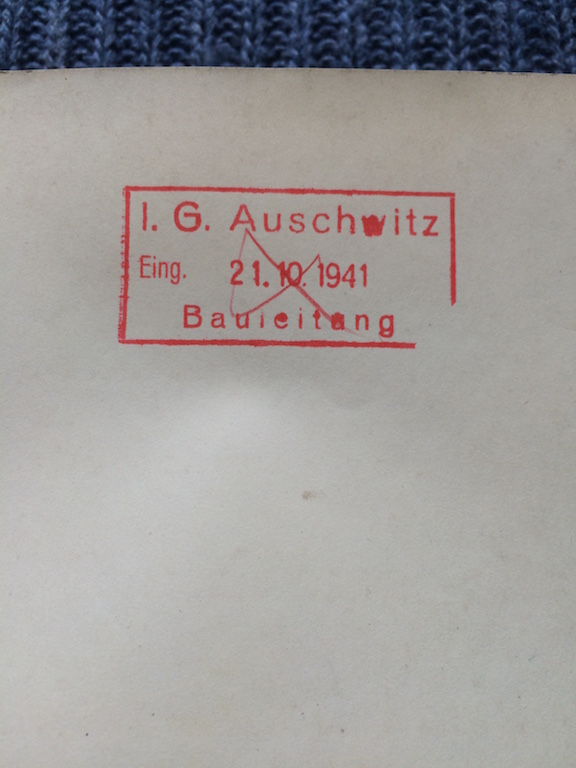 I. G. Auschwitz
Eing. 21.10.1941
Bauleitung